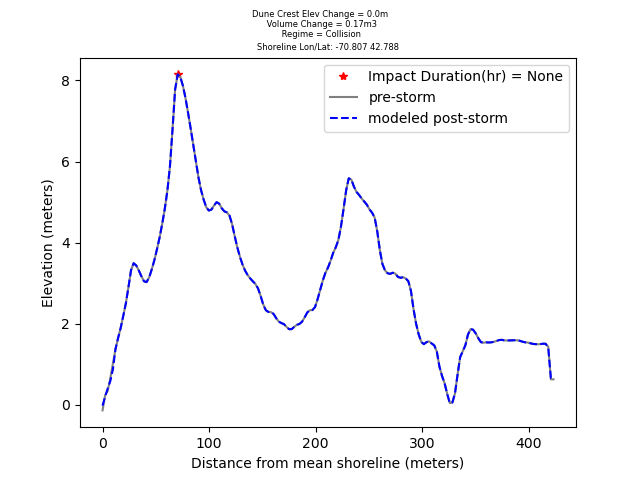 Dune Crest Elev Change = 0.0m
Volume Change = 0.17m3
Regime = Collision
Shoreline Lon/Lat: -70.807 42.788
Impact Duration(hr) = None
pre-storm
modeled post-storm
Elevation (meters)
8
6
4
2
0
0 100 200 300 400
Distance from mean shoreline (meters)